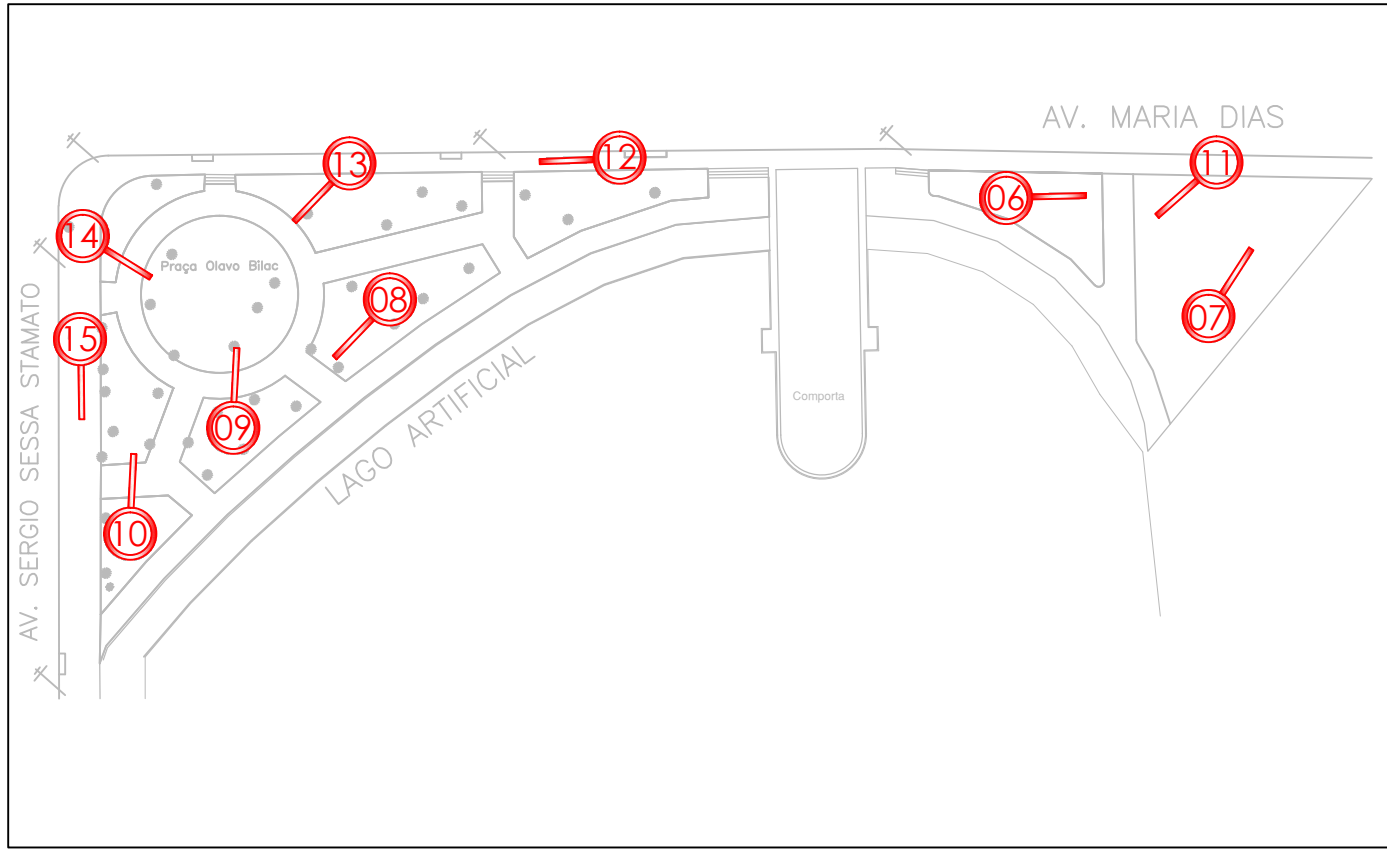 AV. MARIA DIAS
13
12
11
06
14
Praça Olavo Bilac
08
07
15
09
Comporta
LAGO ARTIFICIAL
AV. SERGIO SESSA STAMATO
10